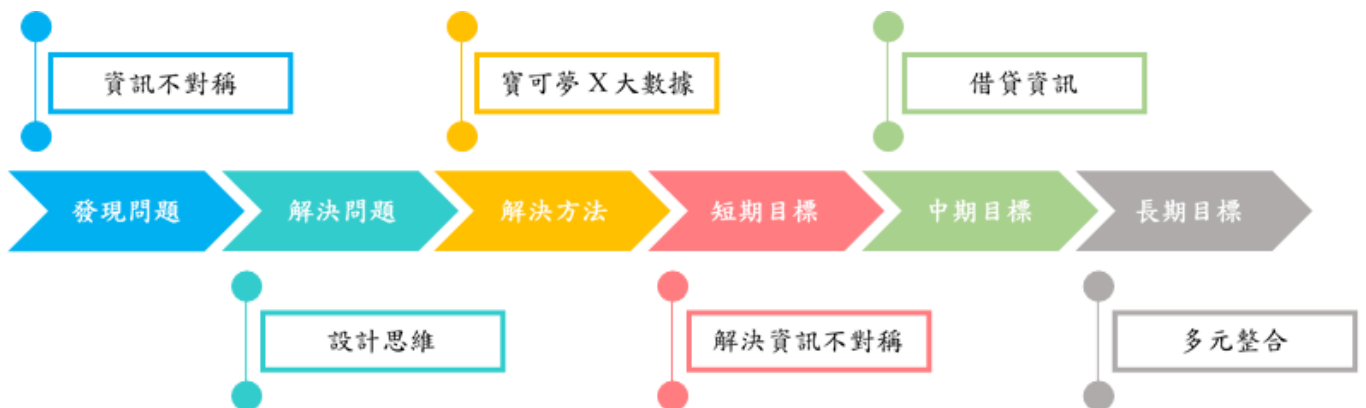 資訊不對稱
寶可夢 X 大數據
借貸資訊
發現問題
解決問題
解決方法
短期目標
中期目標
長期目標
設計思維
解決資訊不對稱
多元整合